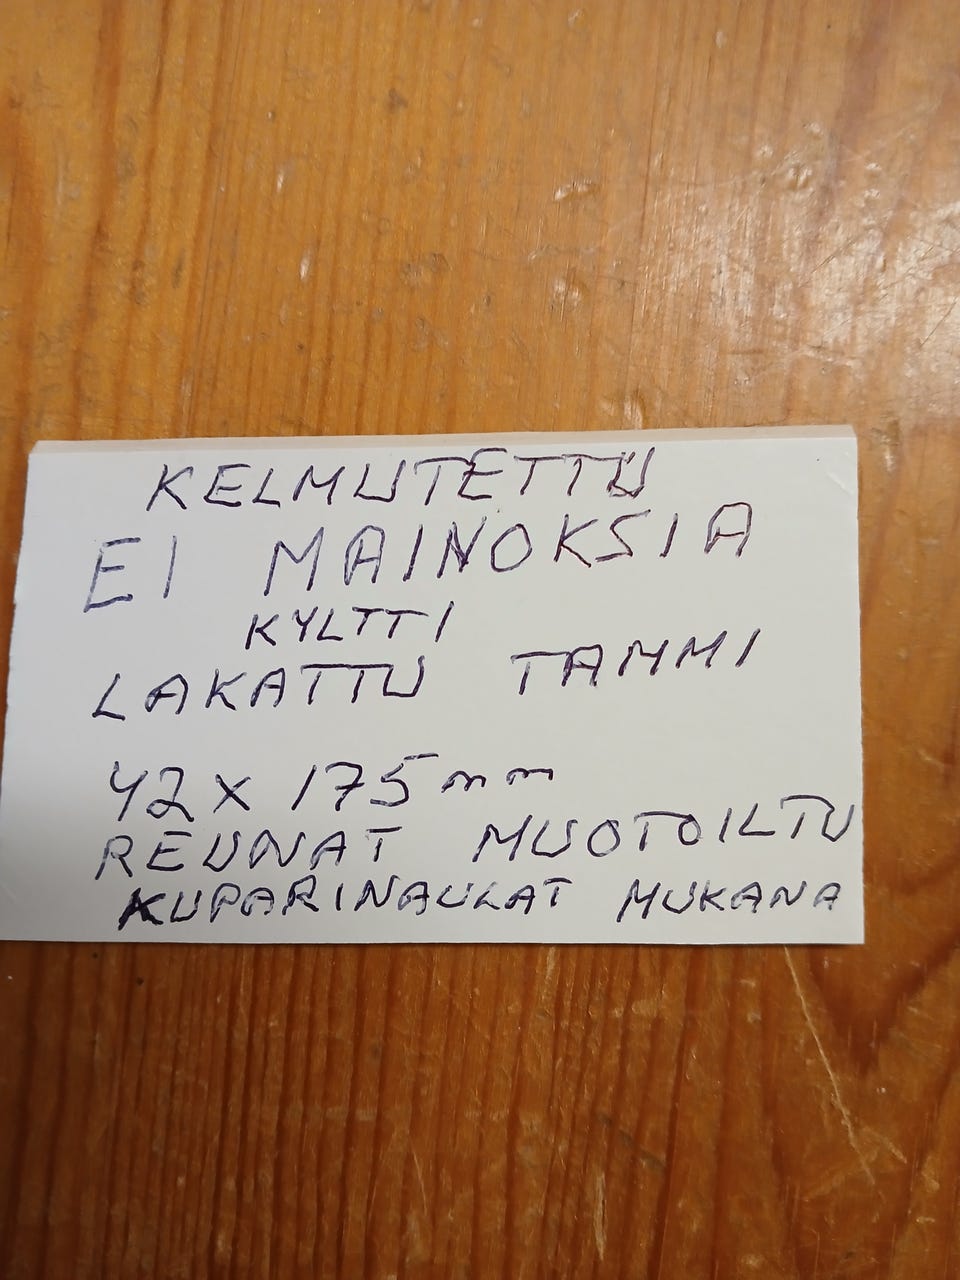 KELMUTETTU
EI MAINOKSIA
KYLTTI
LAKATTU TAMMI
42 x 175 mm
REUNAT MUOTOILTU
KUPARINAULAT MUKANA